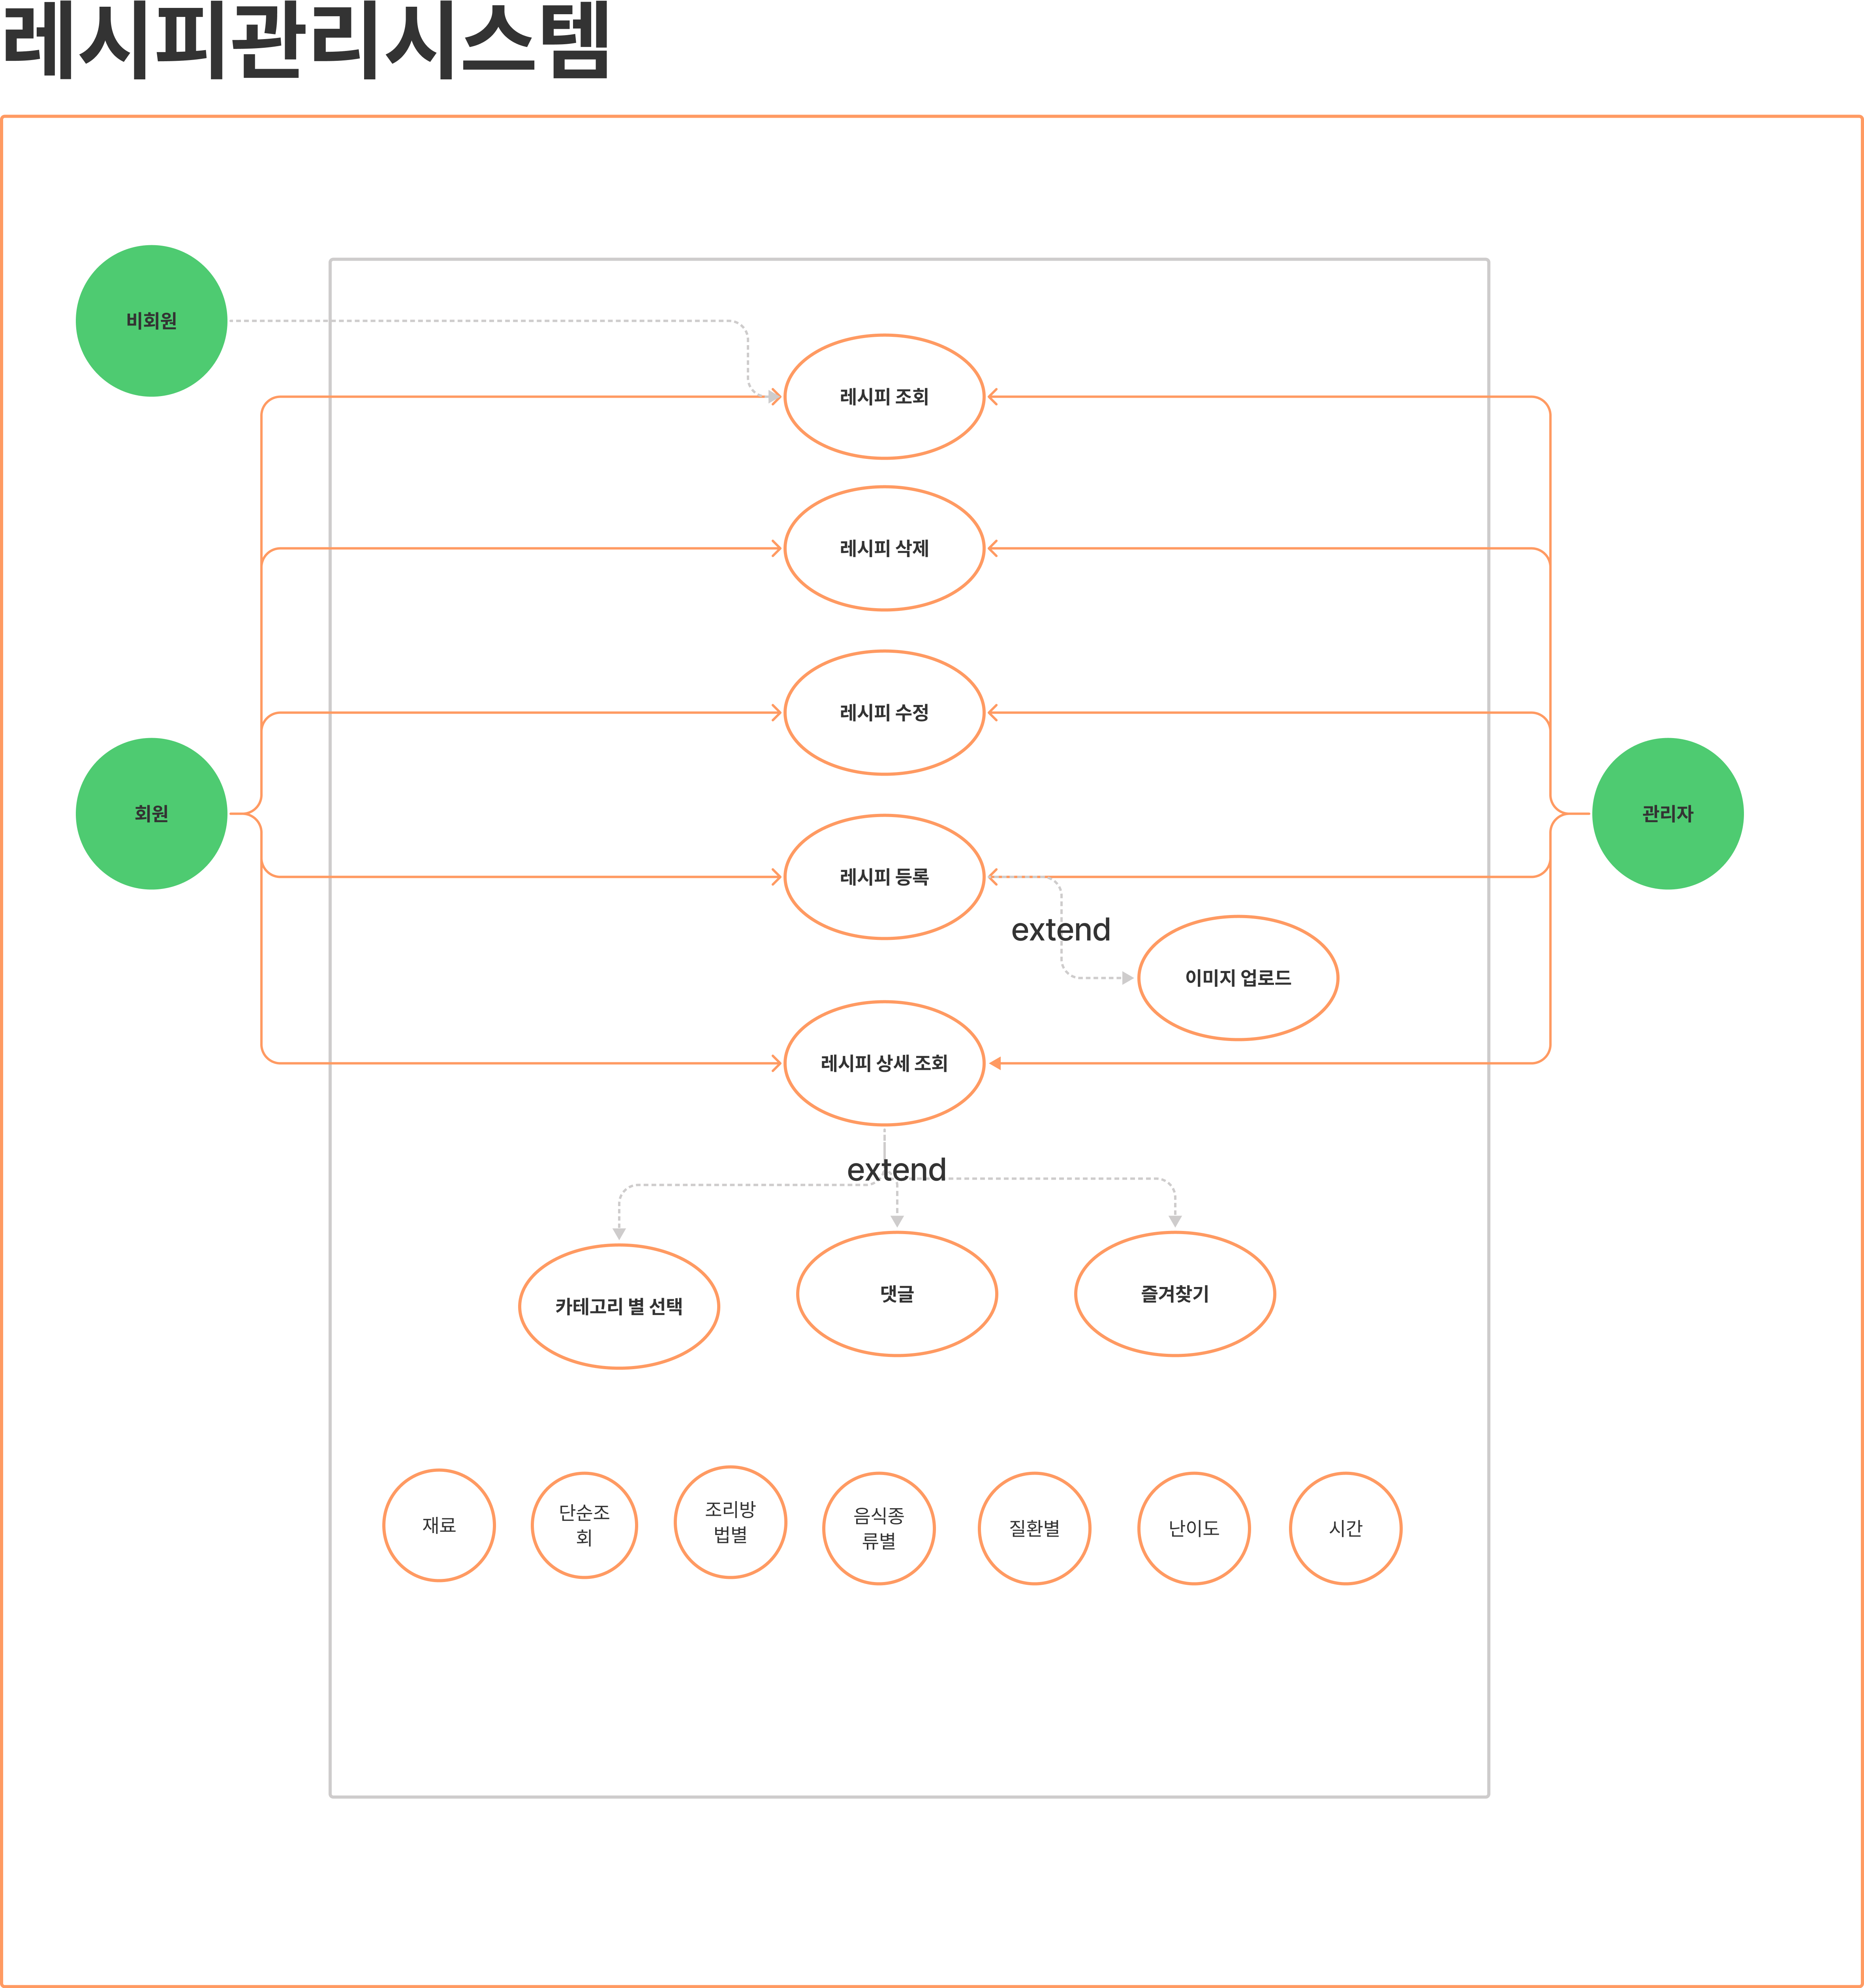 레시피관리시스템
비회원
레시피 조회
레시피 삭제
레시피 수정
회원
관리자
레시피 등록
extend
이미지 업로드
레시피 상세 조회
extend
카테고리 별 선택
댓글
즐겨찾기
재료
단순조
회
조리방
법별
음식종
류별
질환별
난이도
시간